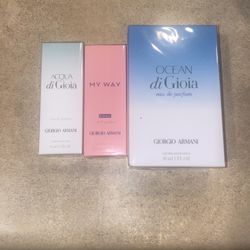 ACQUA
di Gioia
GIORGIO ARMANI
MY WAY
GIORGIO ARMANI
OCEAN
di Gioia
eau de parfum
GIORGIO ARMANI